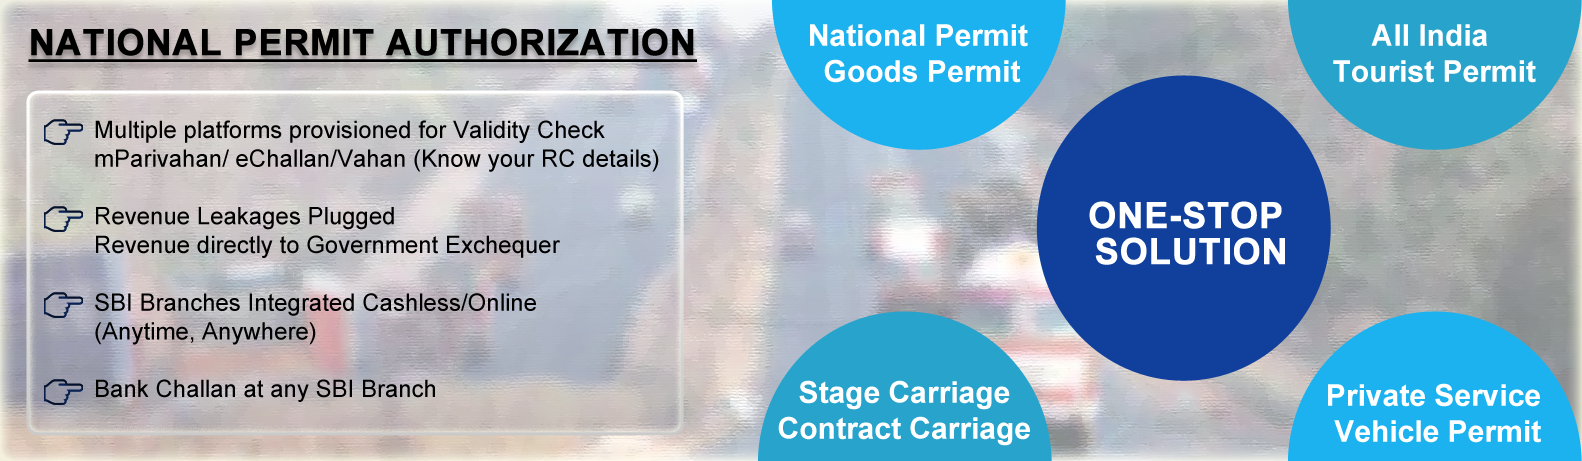 NATIONAL PERMIT AUTHORIZATION
Multiple platforms provisioned for Validity Check
mParivahan/ eChallan/Vahan (Know your RC details)
Revenue Leakages Plugged
Revenue directly to Government Exchequer
SBI Branches Integrated Cashless/Online
(Anytime, Anywhere)
Bank Challan at any SBI Branch
National Permit
Goods Permit
All India
Tourist Permit
ONE-STOP
SOLUTION
Stage Carriage
Contract Carriage
Private Service
Vehicle Permit